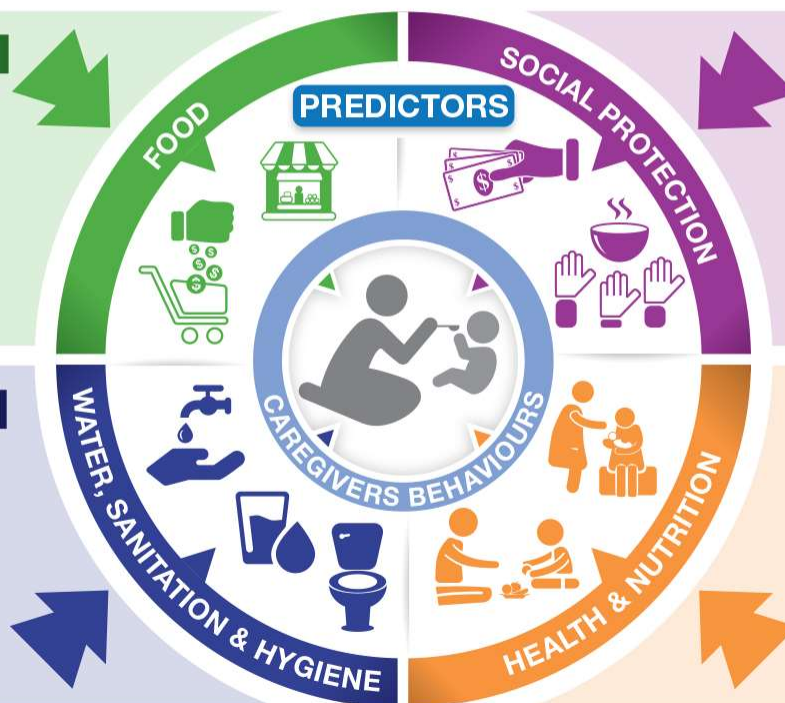 FOOD
PREDICTORS
SOCIAL PROTECTION
CAREGIVERS BEHAVIOURS
WATER, SANITATION & HYGIENE
HEALTH & NUTRITION